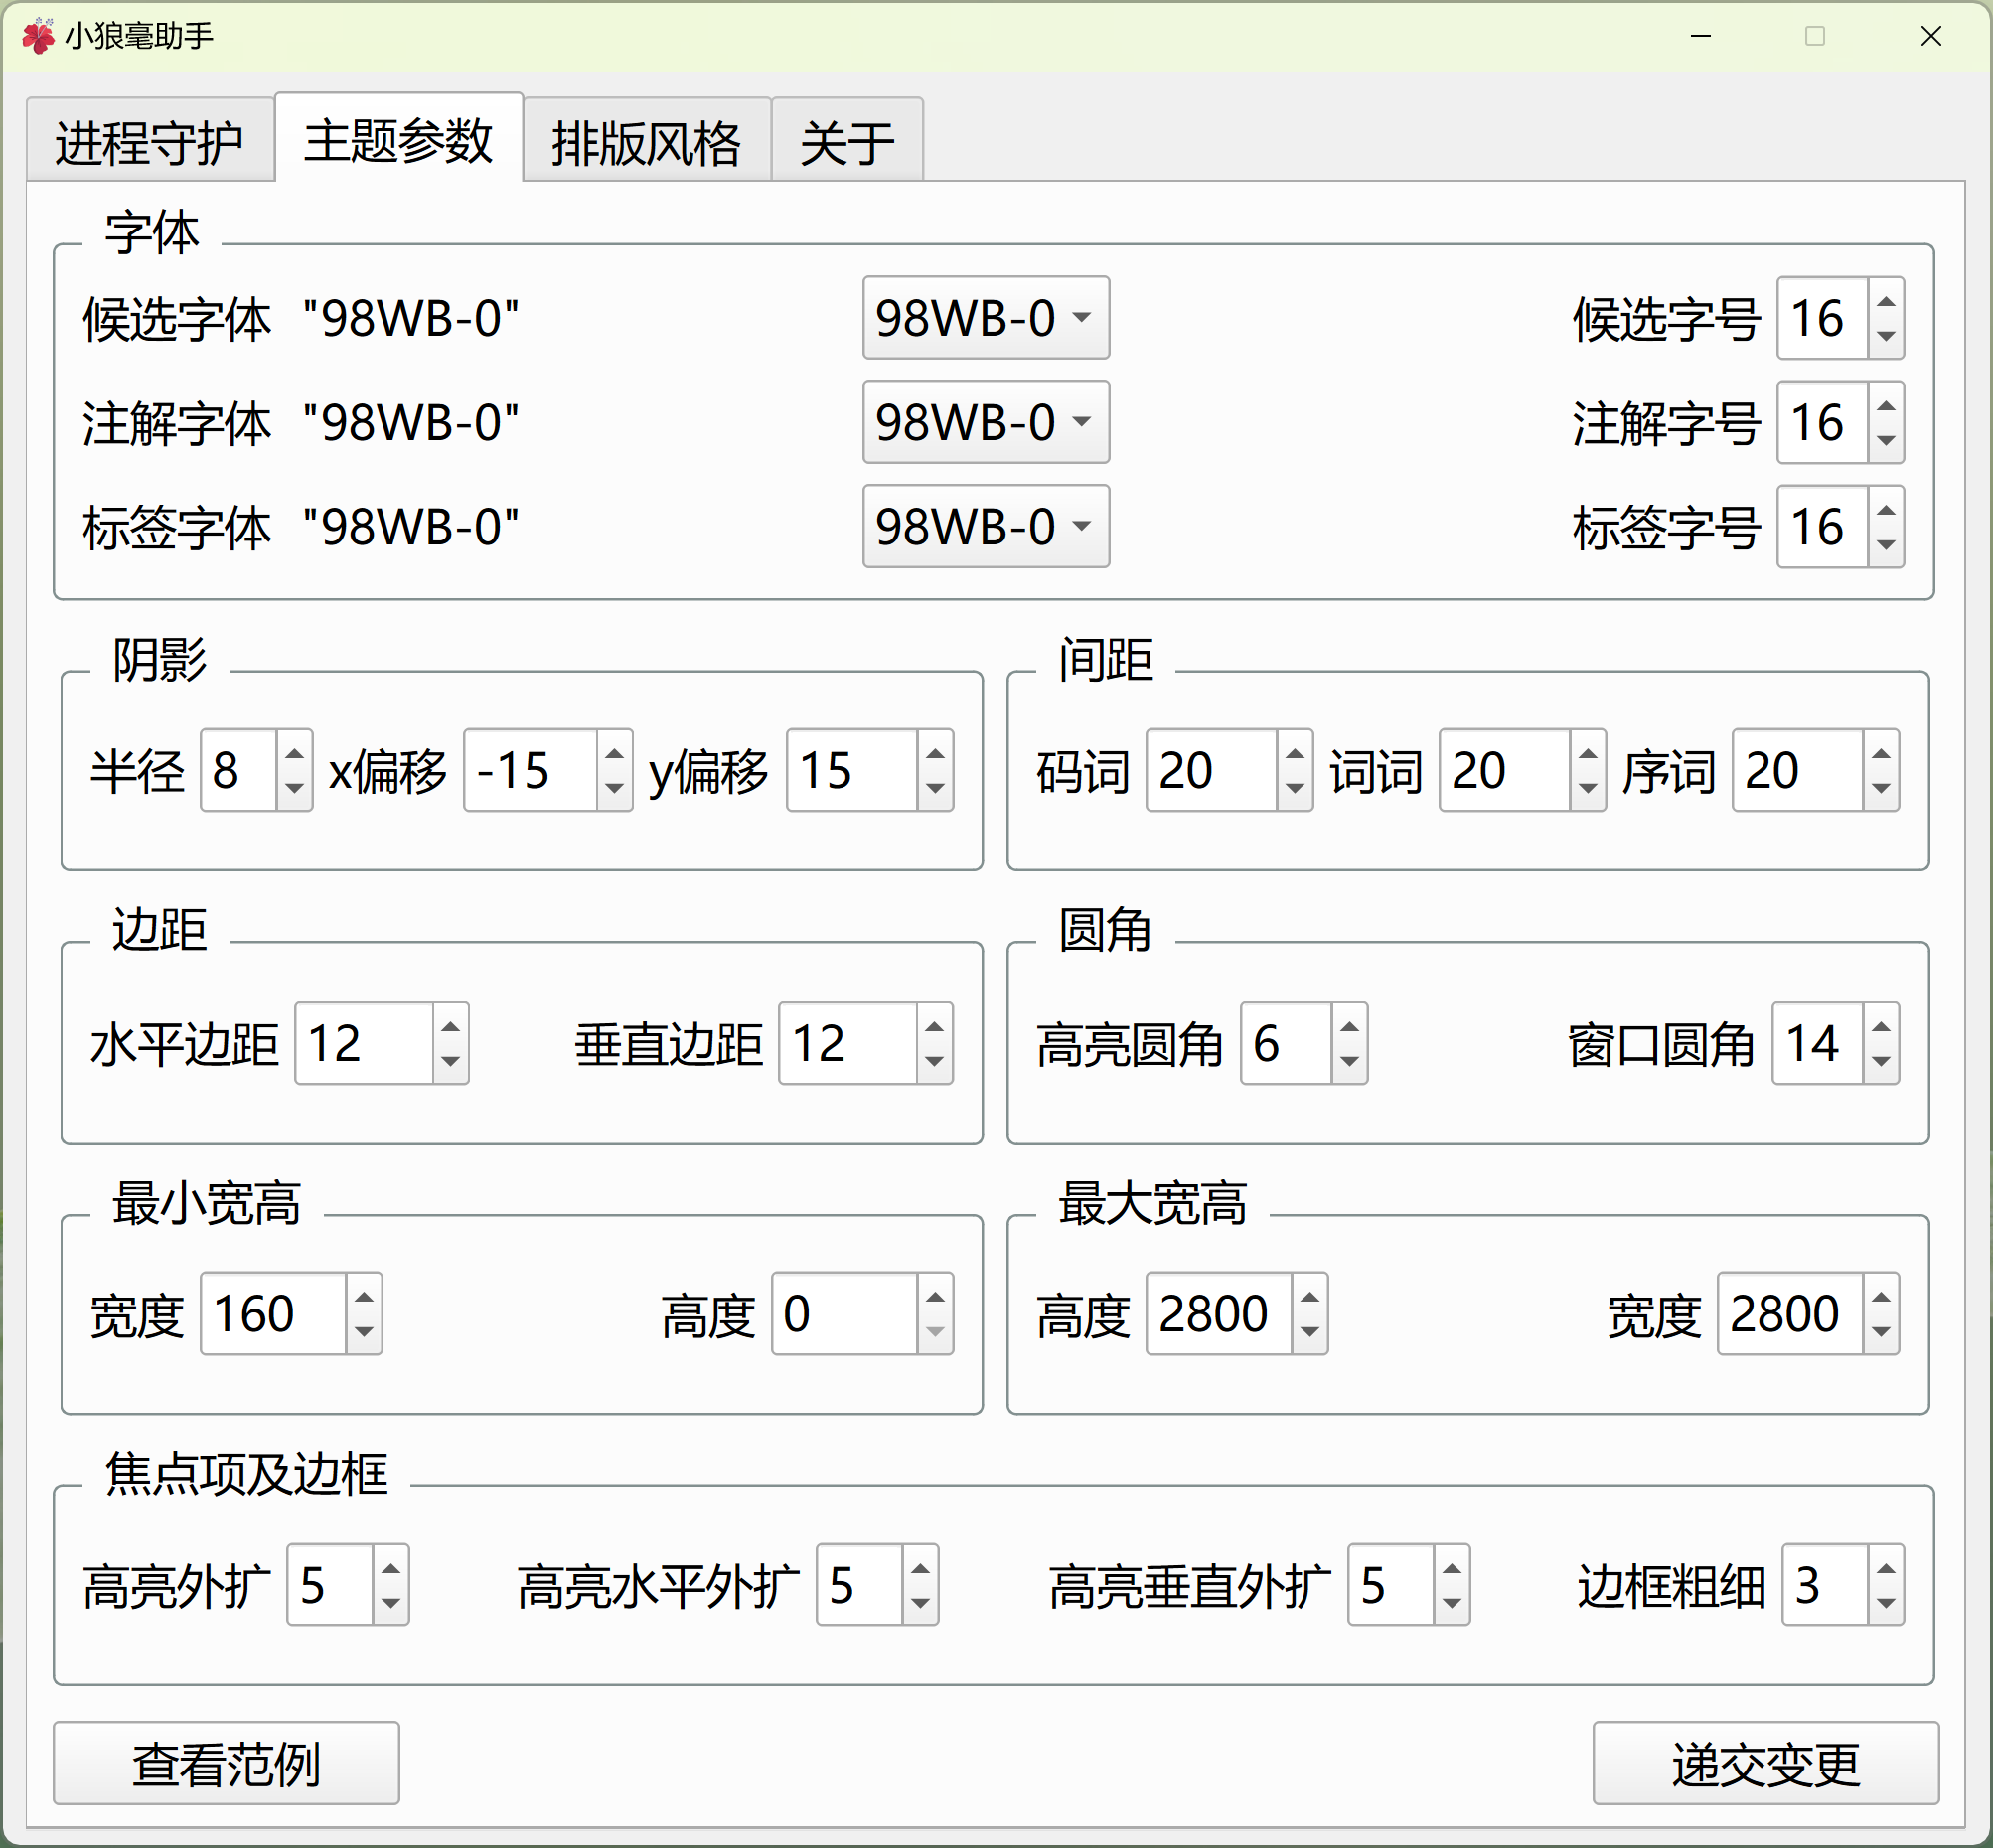 小狼毫助手
进程守护 主题参数 排版风格 关于
字体
候选字体 "98WB-0" 98WB-0 候选字号 16
注解字体 "98WB-0" 98WB-0 注解字号 16
标签字体 "98WB-0" 98WB-0 标签字号 16
阴影
半径 8 x偏移 -15 y偏移 15
间距
码词 20 词词 20 序词 20
边距
水平边距 12 垂直边距 12
圆角
高亮圆角 6 窗口圆角 14
最小宽高
宽度 160 高度 0
最大宽高
高度 2800 宽度 2800
焦点项及边框
高亮外扩 5 高亮水平外扩 5 高亮垂直外扩 5 边框粗细 3
查看范例 递交变更